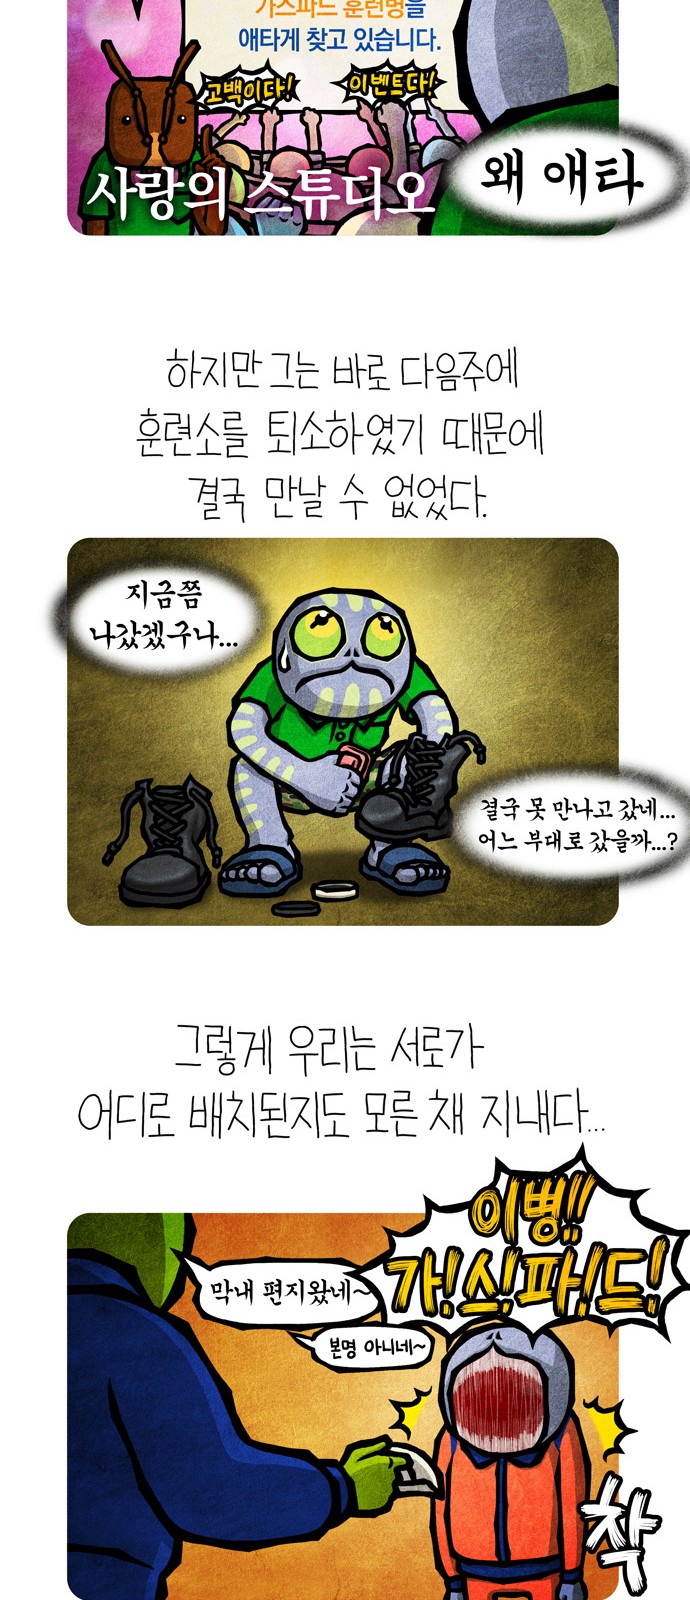 가스파드 훈련병을
애타게 찾고 있습니다.
고백이다!
이벤트다!
사랑의 스튜디오
왜 애타
하지만 그는 바로 다음주에
훈련소를 퇴소하였기 때문에
결국 만날 수 없었다.
지금쯤
나갔겠구나...
결국 못 만나고 갔네...
어느 부대로 갔을까...?
그렇게 우리는 서로가
어디로 배치된지도 모른 채 지내다...
이병!!
가!스!파!드!
막내 편지왔네~
본명 아니네~
착